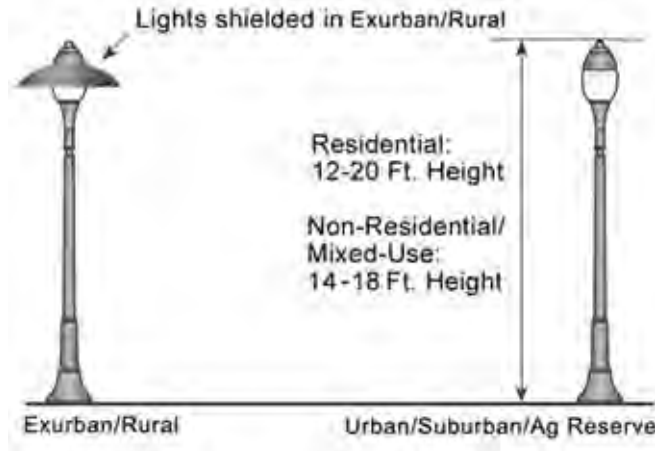 Lights shielded in Exurban/Rural
Residential:
12-20 Ft. Height
Non-Residential/
Mixed-Use:
14-18 Ft. Height
Exurban/Rural
Urban/Suburban/Ag Reserve